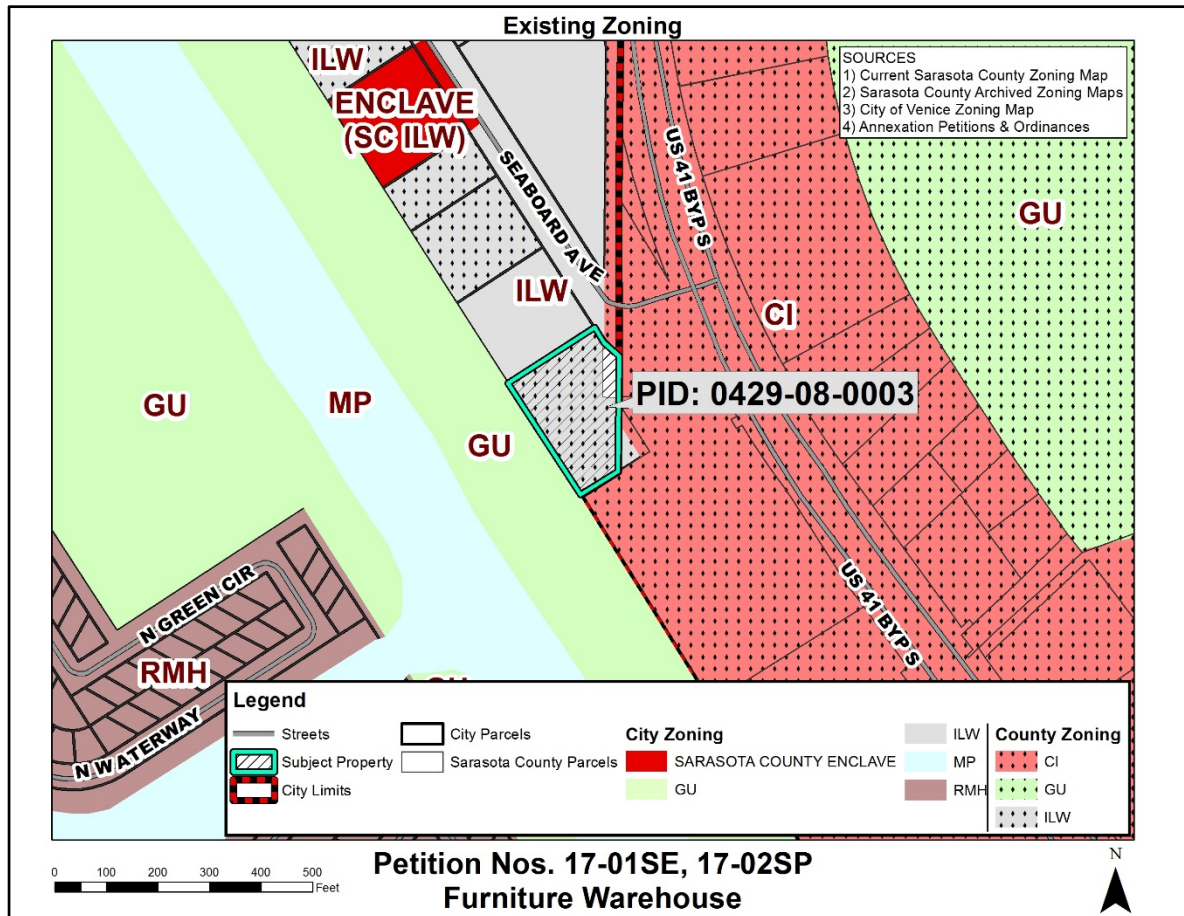 Existing Zoning
SOURCES
1) Current Sarasota County Zoning Map
2) Sarasota County Archived Zoning Maps
3) City of Venice Zoning Map
4) Annexation Petitions & Ordinances
ILW
ENCLAVE
(SC ILW)
SEABOARD AVE
US 41 BYP S
GU
ILW
CI
PID: 0429-08-0003
GU
MP
GU
US 41 BYP S
N GREEN CIR
RMH
N WATERWAY
Legend
Streets
Subject Property
City Limits
City Parcels
Sarasota County Parcels
City Zoning
SARASOTA COUNTY ENCLAVE
GU
ILW
MP
RMH
County Zoning
CI
GU
ILW
0 100 200 300 400 500
Feet
Petition Nos. 17-01SE, 17-02SP
Furniture Warehouse
N